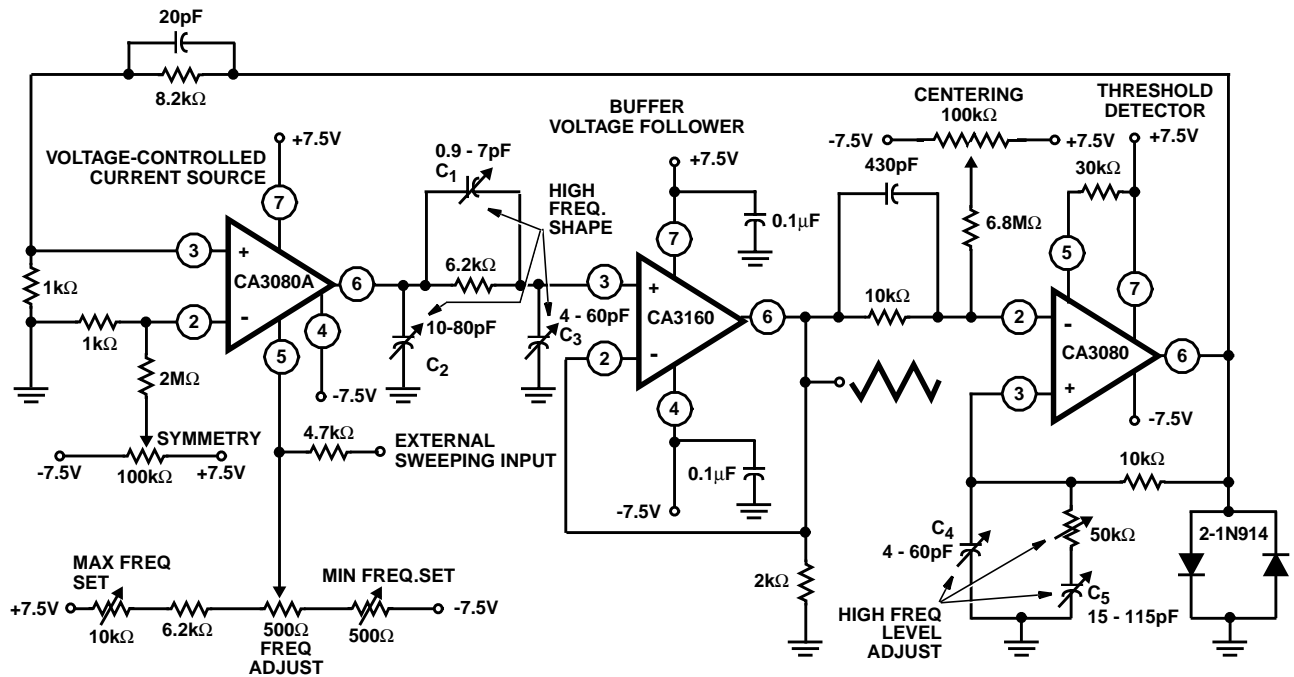 20pF
8.2kΩ
VOLTAGE-CONTROLLED
CURRENT SOURCE
+7.5V
7
3
+
CA3080A
6
2
-
4
5
-7.5V
1kΩ
1kΩ
2MΩ
SYMMETRY
-7.5V
+7.5V
100kΩ
4.7kΩ
EXTERNAL
SWEEPING INPUT
0.9 - 7pF
C1
HIGH
FREQ.
SHAPE
6.2kΩ
10-80pF
C2
4 - 60pF
C3
BUFFER
VOLTAGE FOLLOWER
+7.5V
7
0.1μF
3
+
CA3160
6
2
-
4
0.1μF
-7.5V
2kΩ
CENTERING
100kΩ
-7.5V
+7.5V
430pF
10kΩ
6.8MΩ
THRESHOLD
DETECTOR
+7.5V
30kΩ
5
7
2
-
CA3080
6
3
+
4
-7.5V
10kΩ
C4
4 - 60pF
50kΩ
C5
15 - 115pF
2-1N914
HIGH FREQ
LEVEL
ADJUST
MAX FREQ
SET
+7.5V
10kΩ
6.2kΩ
500Ω
FREQ
ADJUST
MIN FREQ.SET
500Ω
-7.5V